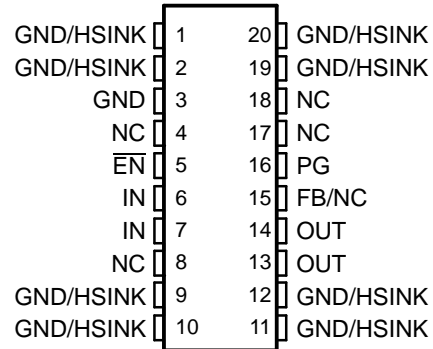 GND/HSINK 1 20 GND/HSINK
GND/HSINK 2 19 GND/HSINK
GND 3 18 NC
NC 4 17 NC
E̅N̅ 5 16 PG
IN 6 15 FB/NC
IN 7 14 OUT
NC 8 13 OUT
GND/HSINK 9 12 GND/HSINK
GND/HSINK 10 11 GND/HSINK